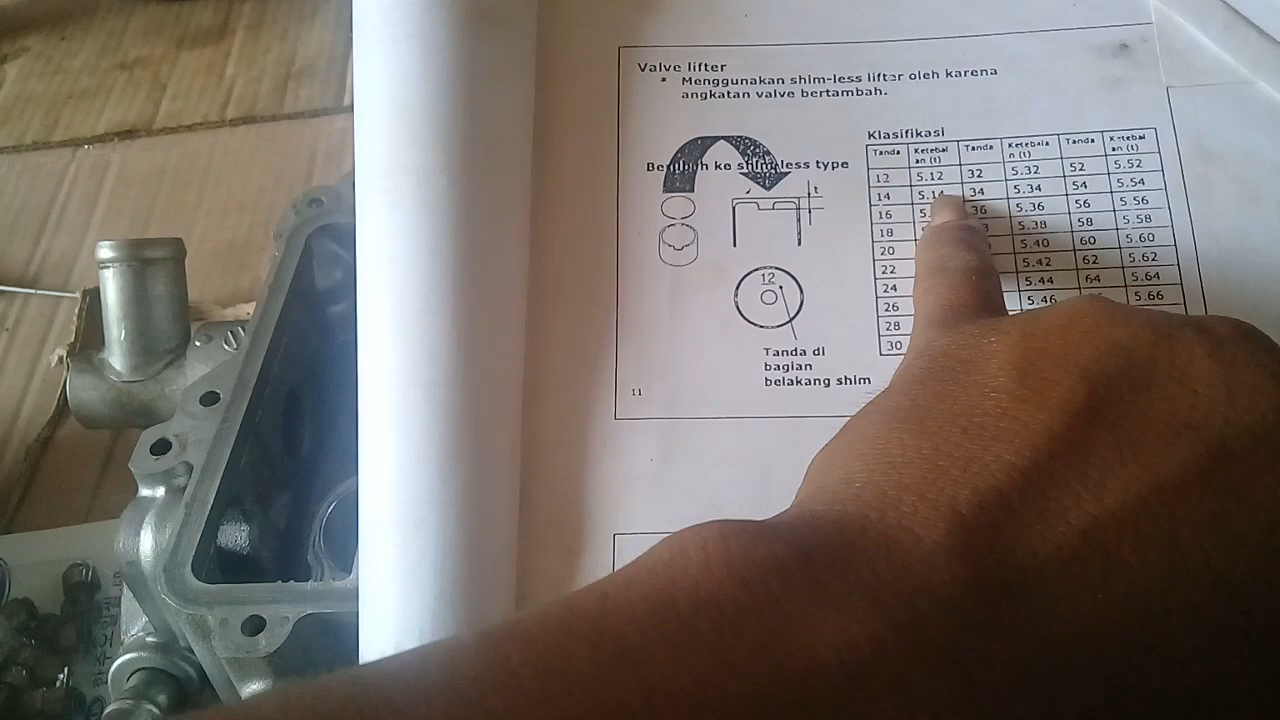 Valve lifter
* Menggunakan shim-less lifter oleh karena
angkatan valve bertambah.
Berubah ke shim-less type
t
12
Tanda di
bagian
belakang shim
11
Klasifikasi
Tanda Ketebalan (t) Tanda Ketebalan (t) Tanda Ketebalan (t)
12 5.12 32 5.32 52 5.52
14 5.14 34 5.34 54 5.54
16 36 5.36 56 5.56
18 5.38 58 5.58
20 5.40 60 5.60
22 5.42 62 5.62
24 5.44 64 5.64
26 5.46 5.66
28
30